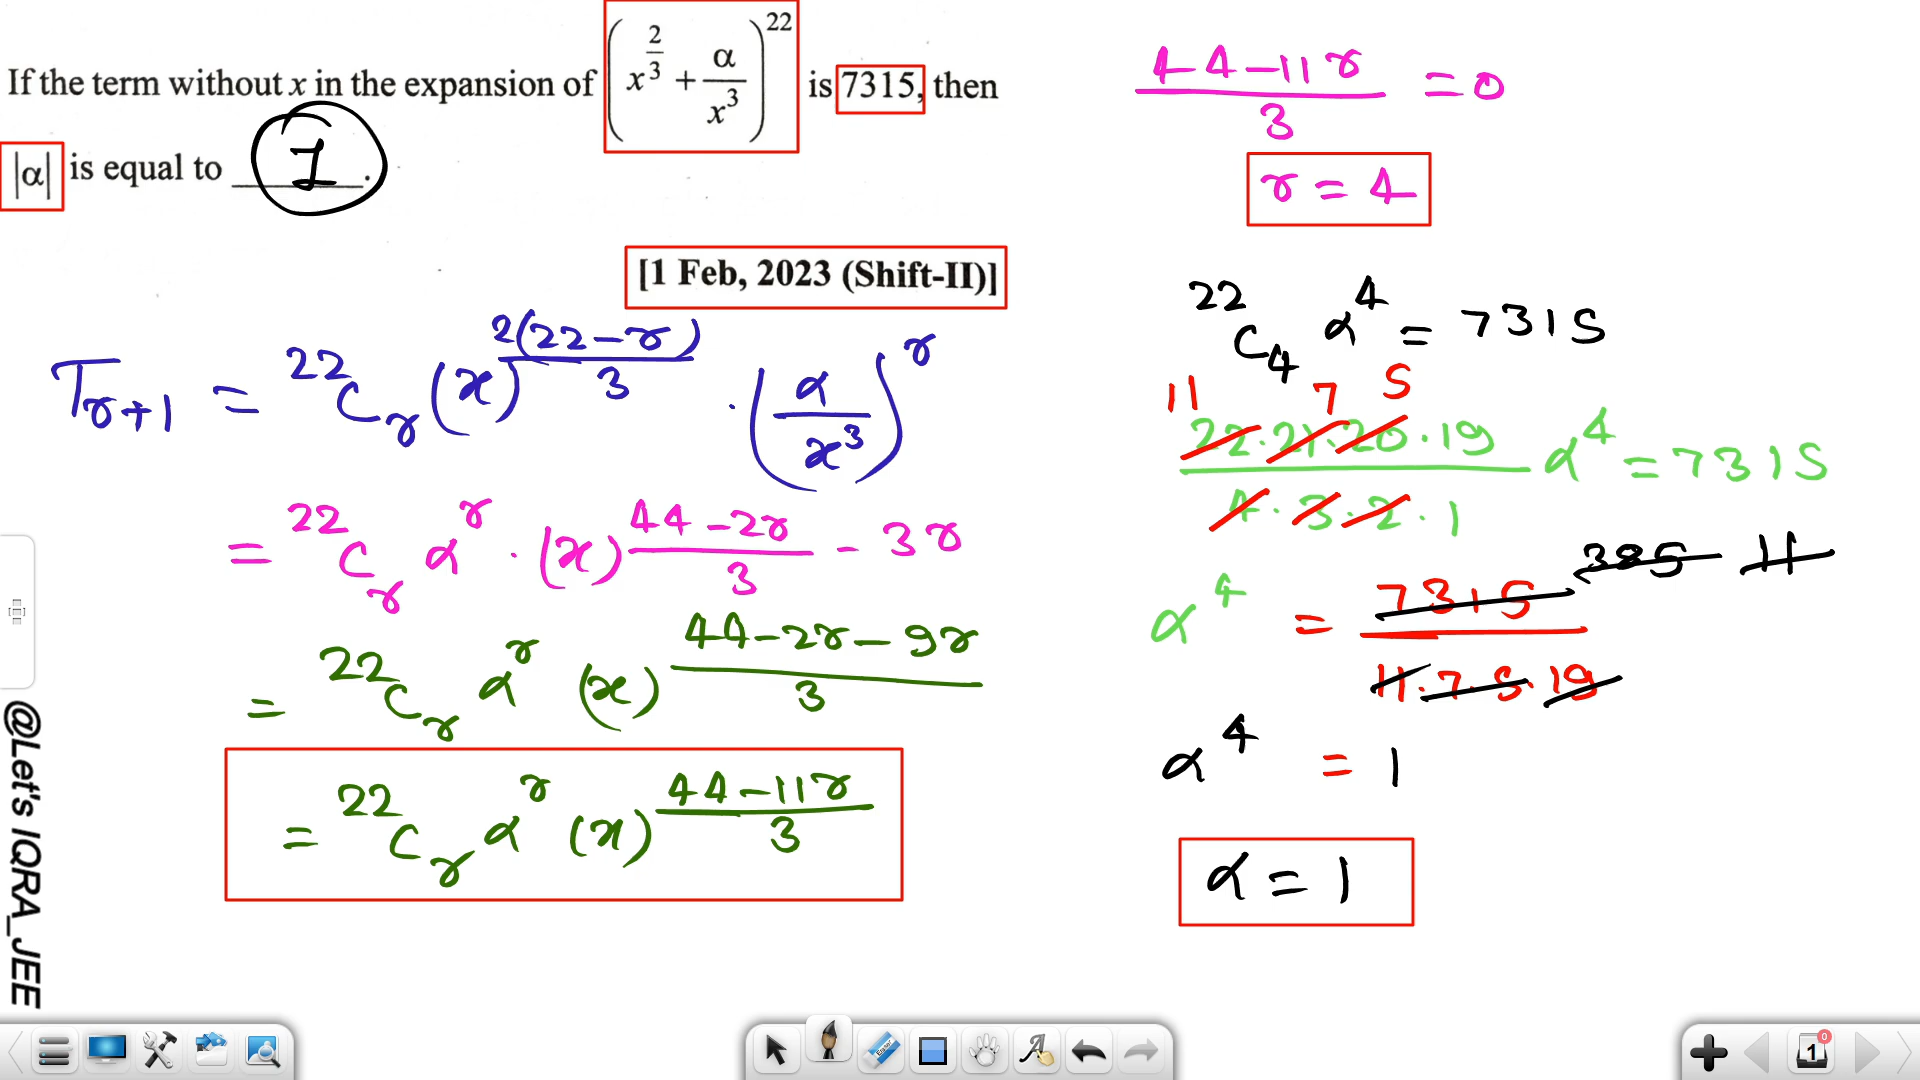 If the term without x in the expansion of (x^(2/3) + α/x^3)^22 is 7315, then
|α| is equal to ____. 1
[1 Feb, 2023 (Shift-II)]
T_(r+1) = 22C_r (x)^(2(22-r)/3) · (α/x^3)^r
= 22C_r α^r · (x)^((44-2r)/3 - 3r)
= 22C_r α^r (x)^((44-2r-9r)/3)
= 22C_r α^r (x)^((44-11r)/3)
(44-11r)/3 = 0
r = 4
22C_4 α^4 = 7315
11 7 5
(22·21·20·19)/(4·3·2·1) α^4 = 7315
385 11
α^4 = 7315/(11·7·5·19)
α^4 = 1
α = 1
@Let's IQRA_JEE
Eraser
A
1
0